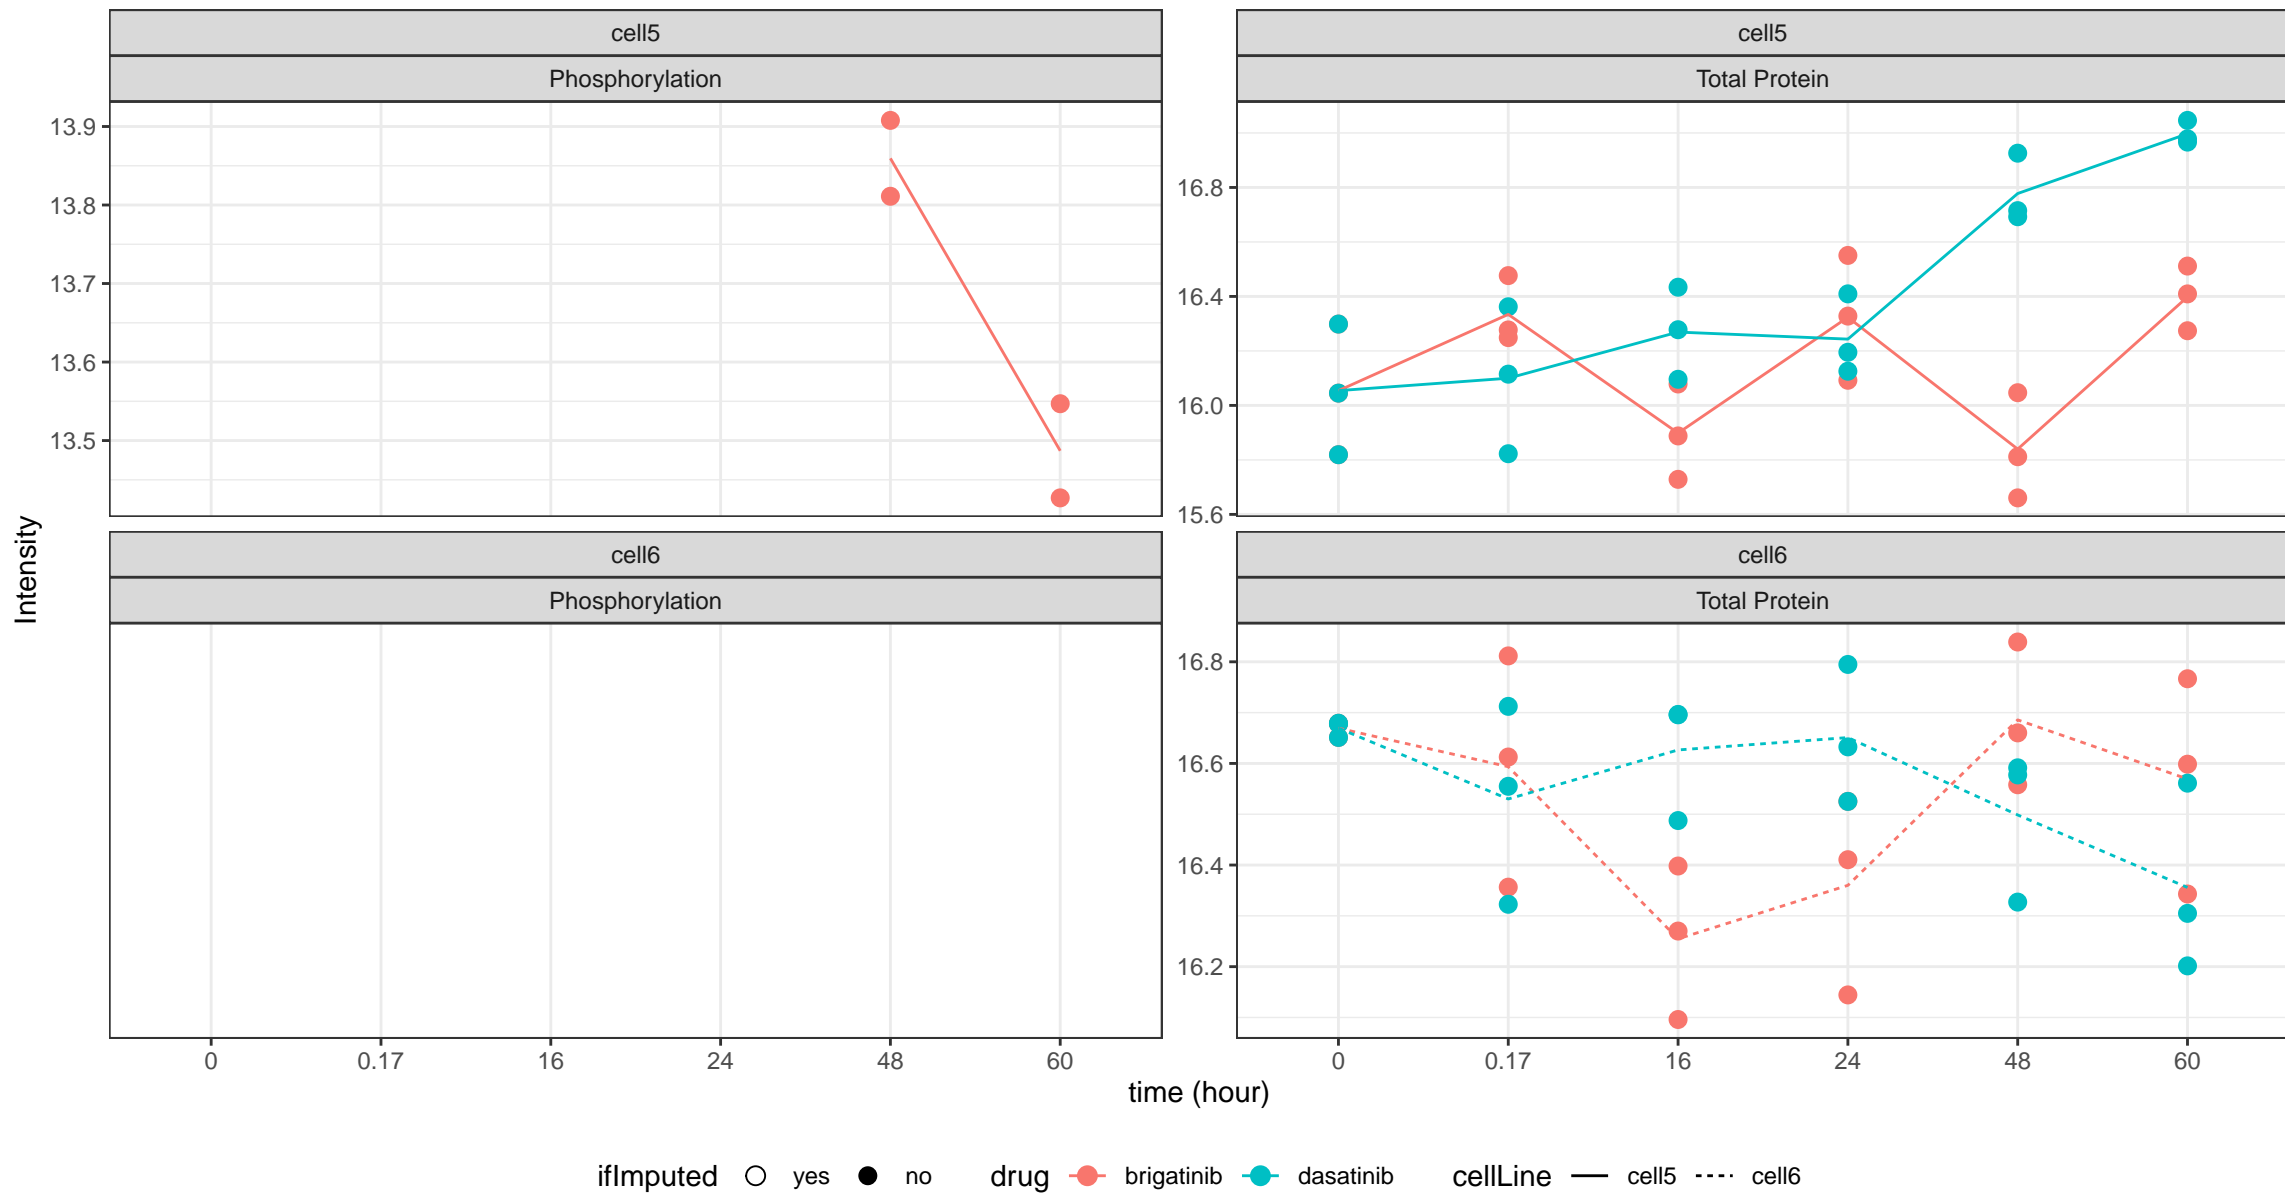 cell5
Phosphorylation
13.9
13.8
13.7
13.6
13.5
cell5
Total Protein
16.8
16.4
16.0
15.6
Intensity
cell6
Phosphorylation
0 0.17 16 24 48 60
cell6
Total Protein
16.8
16.6
16.4
16.2
0 0.17 16 24 48 60
time (hour)
ifImputed yes no drug brigatinib dasatinib cellLine cell5 cell6